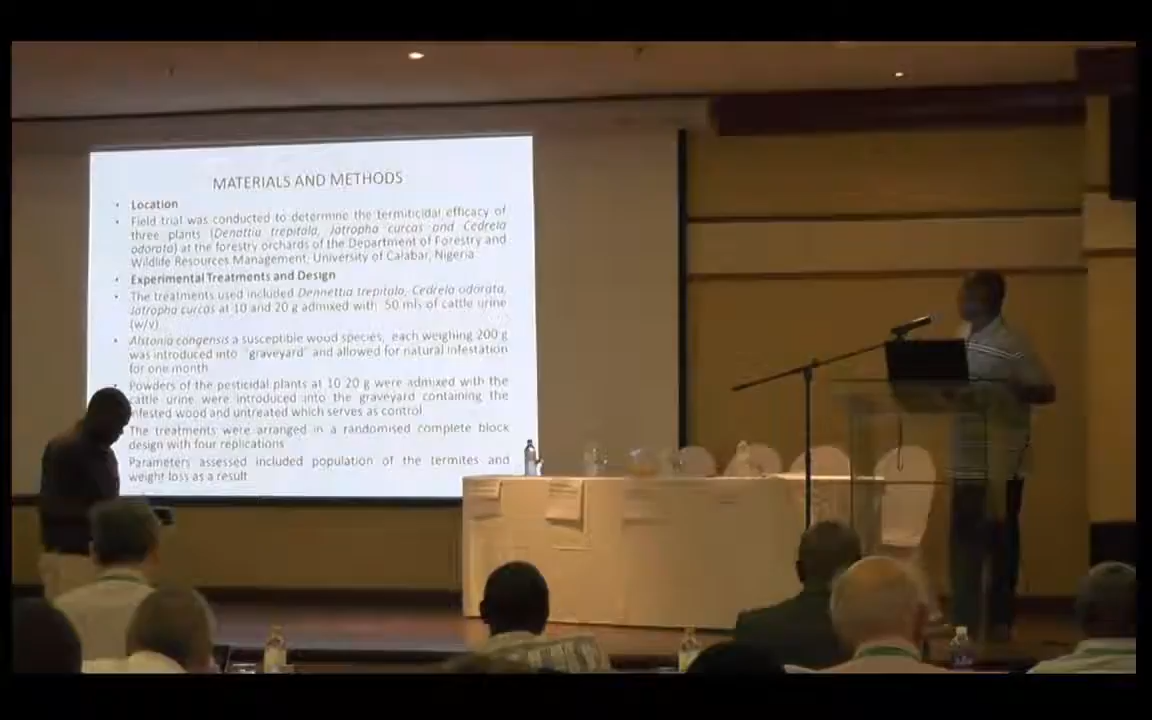 MATERIALS AND METHODS
• Location
• Field trial was conducted to determine the termiticidal efficacy of
three plants (Denattia trepitala, Jatropha curcas and Cedrela
odorata) at the forestry orchards of the Department of Forestry and
Wildlife Resources Management, University of Calabar, Nigeria
• Experimental Treatments and Design
• The treatments used included Dennettia trepitala, Cedrela odorata,
Jatropha curcas at 10 and 20 g admixed with 50 mls of cattle urine
(w/v)
• Alstonia congensis a susceptible wood species, each weighing 200 g
was introduced into "graveyard" and allowed for natural infestation
for one month
• Powders of the pesticidal plants at 10 20 g were admixed with the
cattle urine were introduced into the graveyard containing the
infested wood and untreated which serves as control
The treatments were arranged in a randomised complete block
design with four replications
Parameters assessed included population of the termites and
weight loss as a result